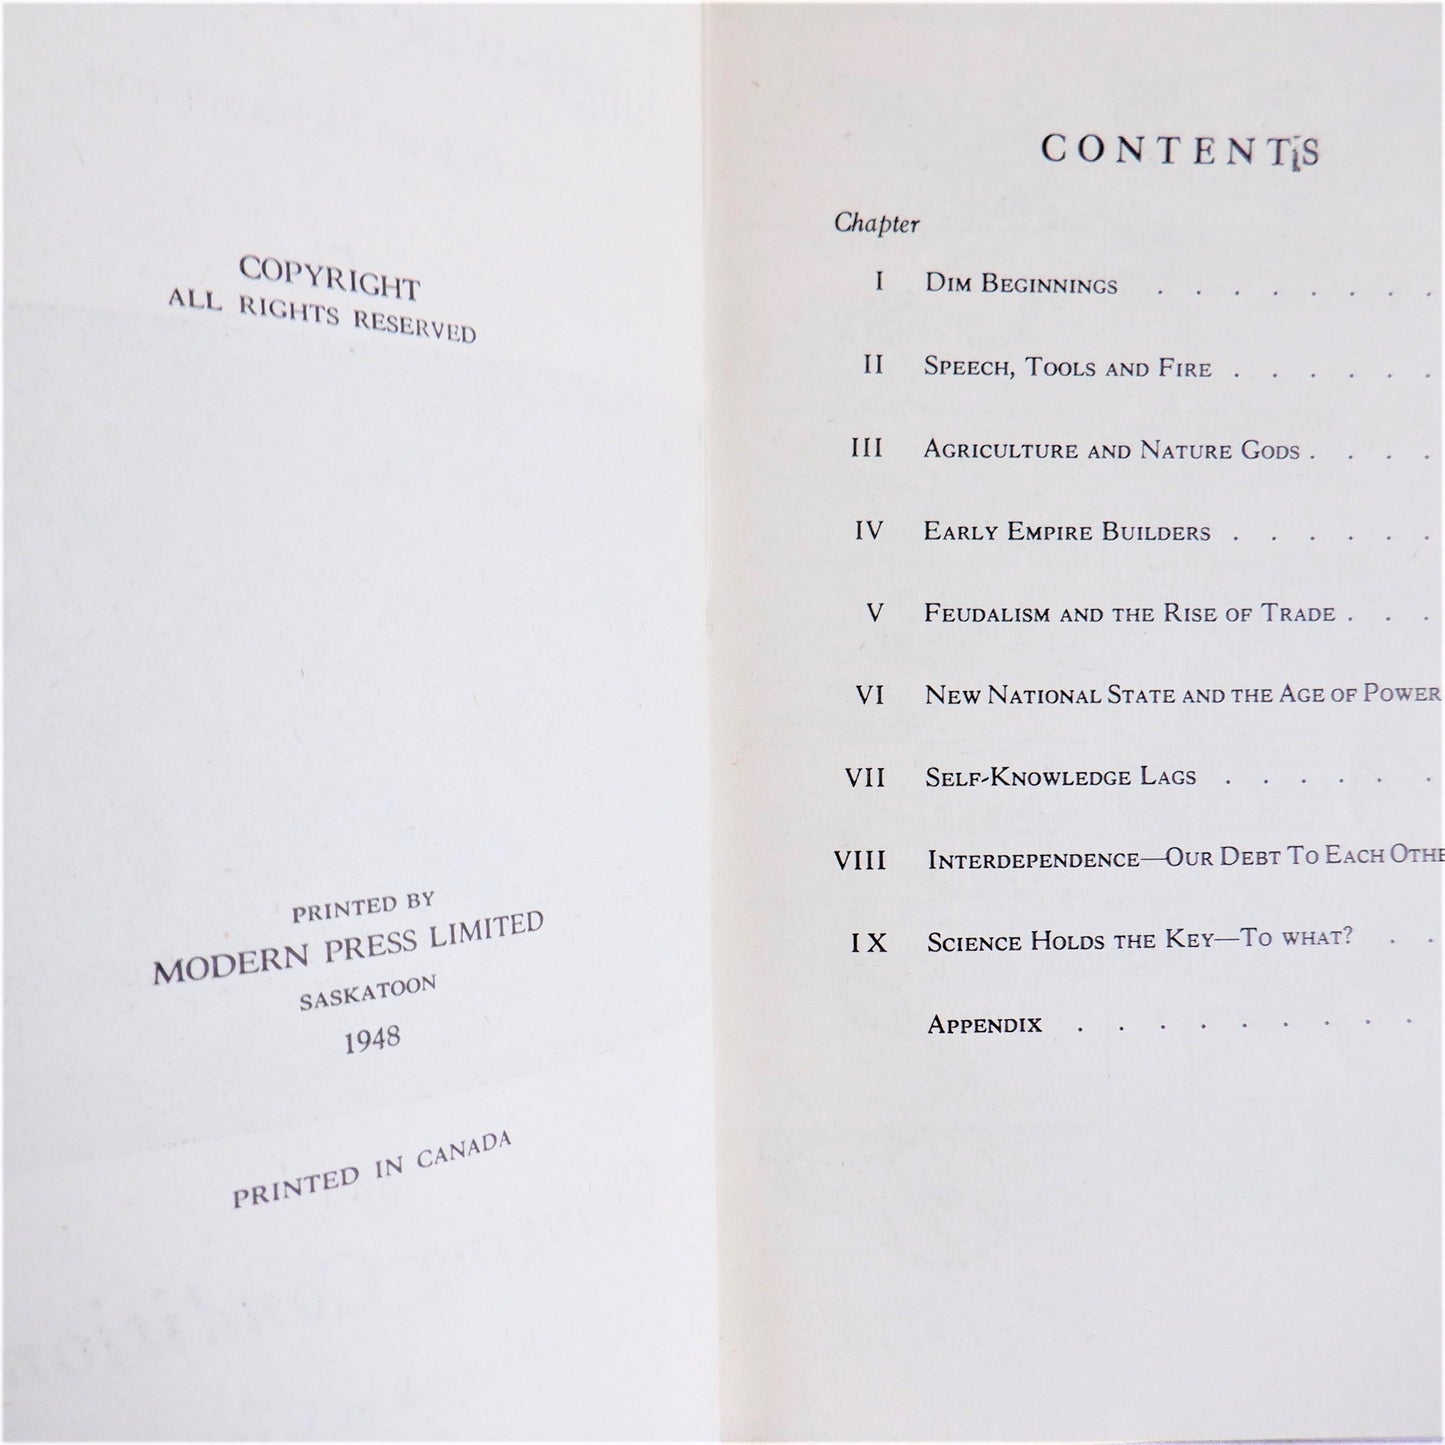 COPYRIGHT
ALL RIGHTS RESERVED
PRINTED BY
MODERN PRESS LIMITED
SASKATOON
1948
PRINTED IN CANADA
CONTENTS
Chapter
I DIM BEGINNINGS . . . . . . . .
II SPEECH, TOOLS AND FIRE . . . . . .
III AGRICULTURE AND NATURE GODS . . . .
IV EARLY EMPIRE BUILDERS . . . . . .
V FEUDALISM AND THE RISE OF TRADE . . .
VI NEW NATIONAL STATE AND THE AGE OF POWER
VII SELF-KNOWLEDGE LAGS . . . . . .
VIII INTERDEPENDENCE—OUR DEBT TO EACH OTHE
IX SCIENCE HOLDS THE KEY—TO WHAT? . .
APPENDIX . . . . . . . . .